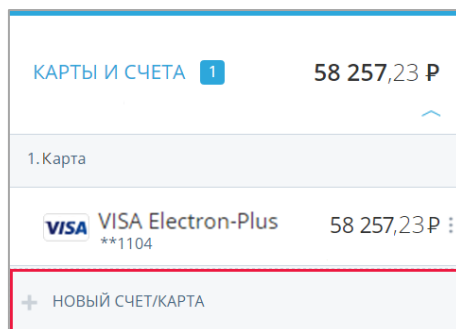 КАРТЫ И СЧЕТА 1 58 257,23 ₽
1.Карта
VISA VISA Electron-Plus 58 257,23 ₽
**1104
+ НОВЫЙ СЧЕТ/КАРТА